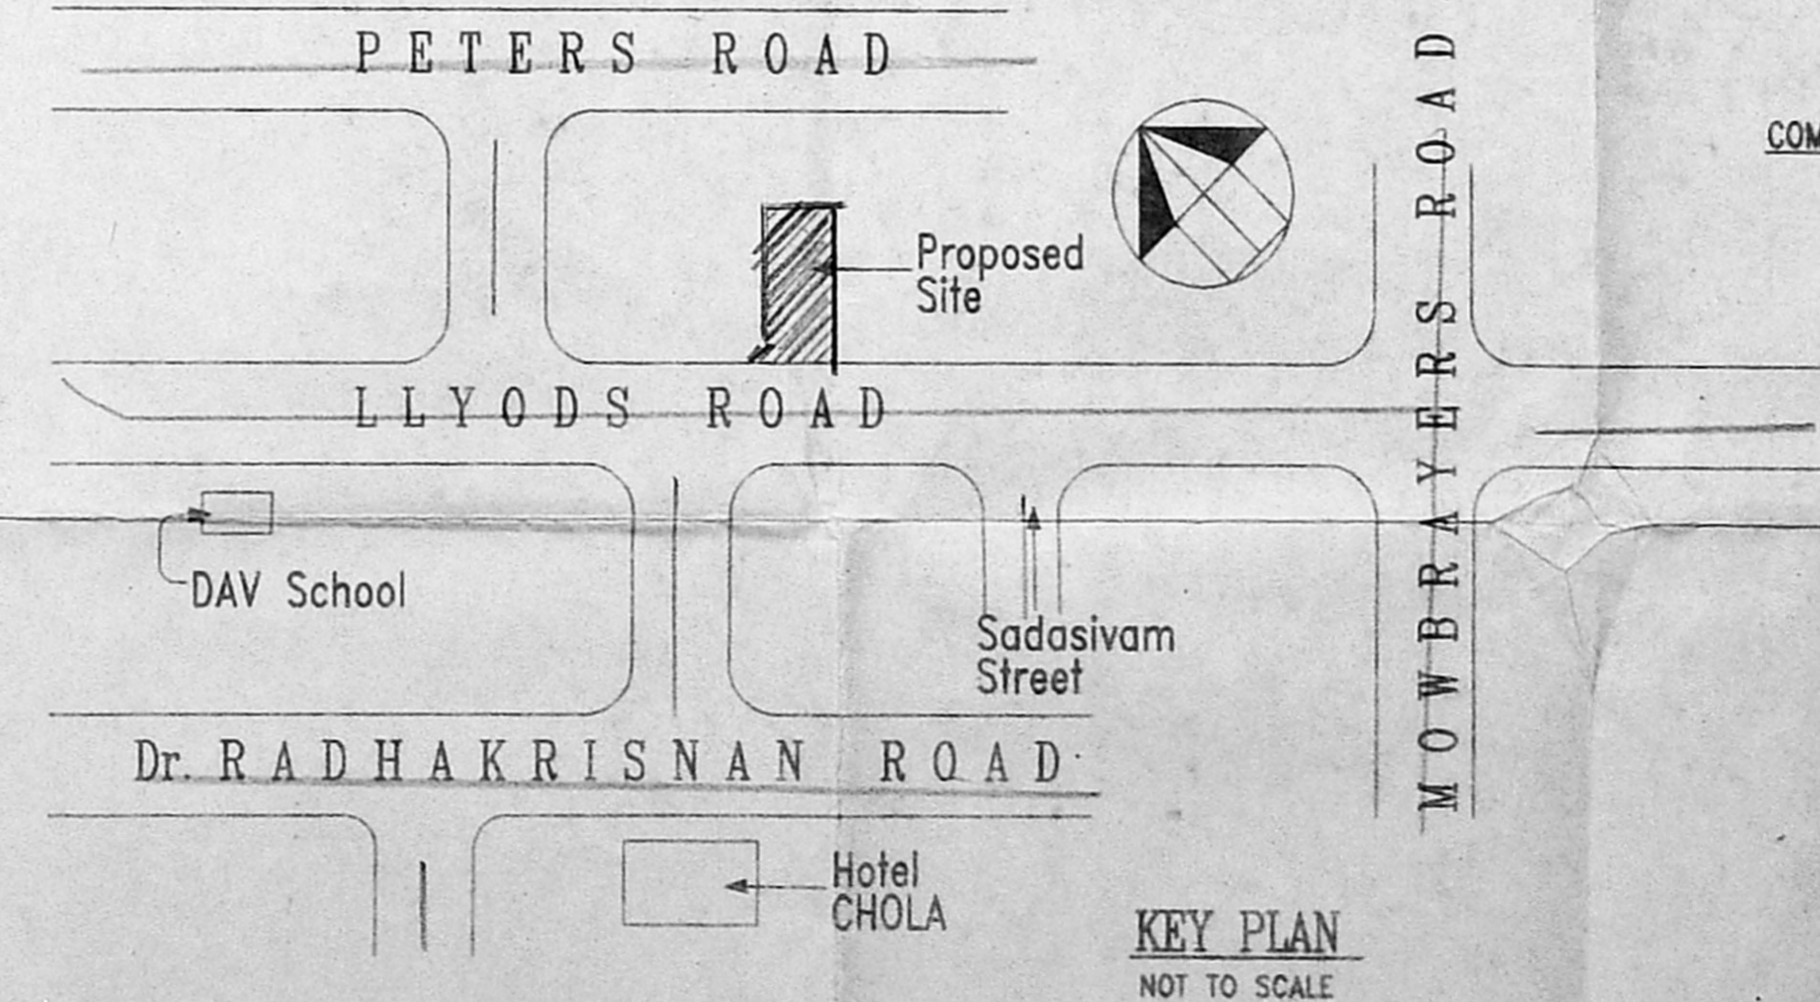 PETERS ROAD
COM
Proposed
Site
LLYODS ROAD
MOWBRAYERS ROAD
DAV School
Sadasivam
Street
Dr. RADHAKRISNAN ROAD
Hotel
CHOLA
KEY PLAN
NOT TO SCALE